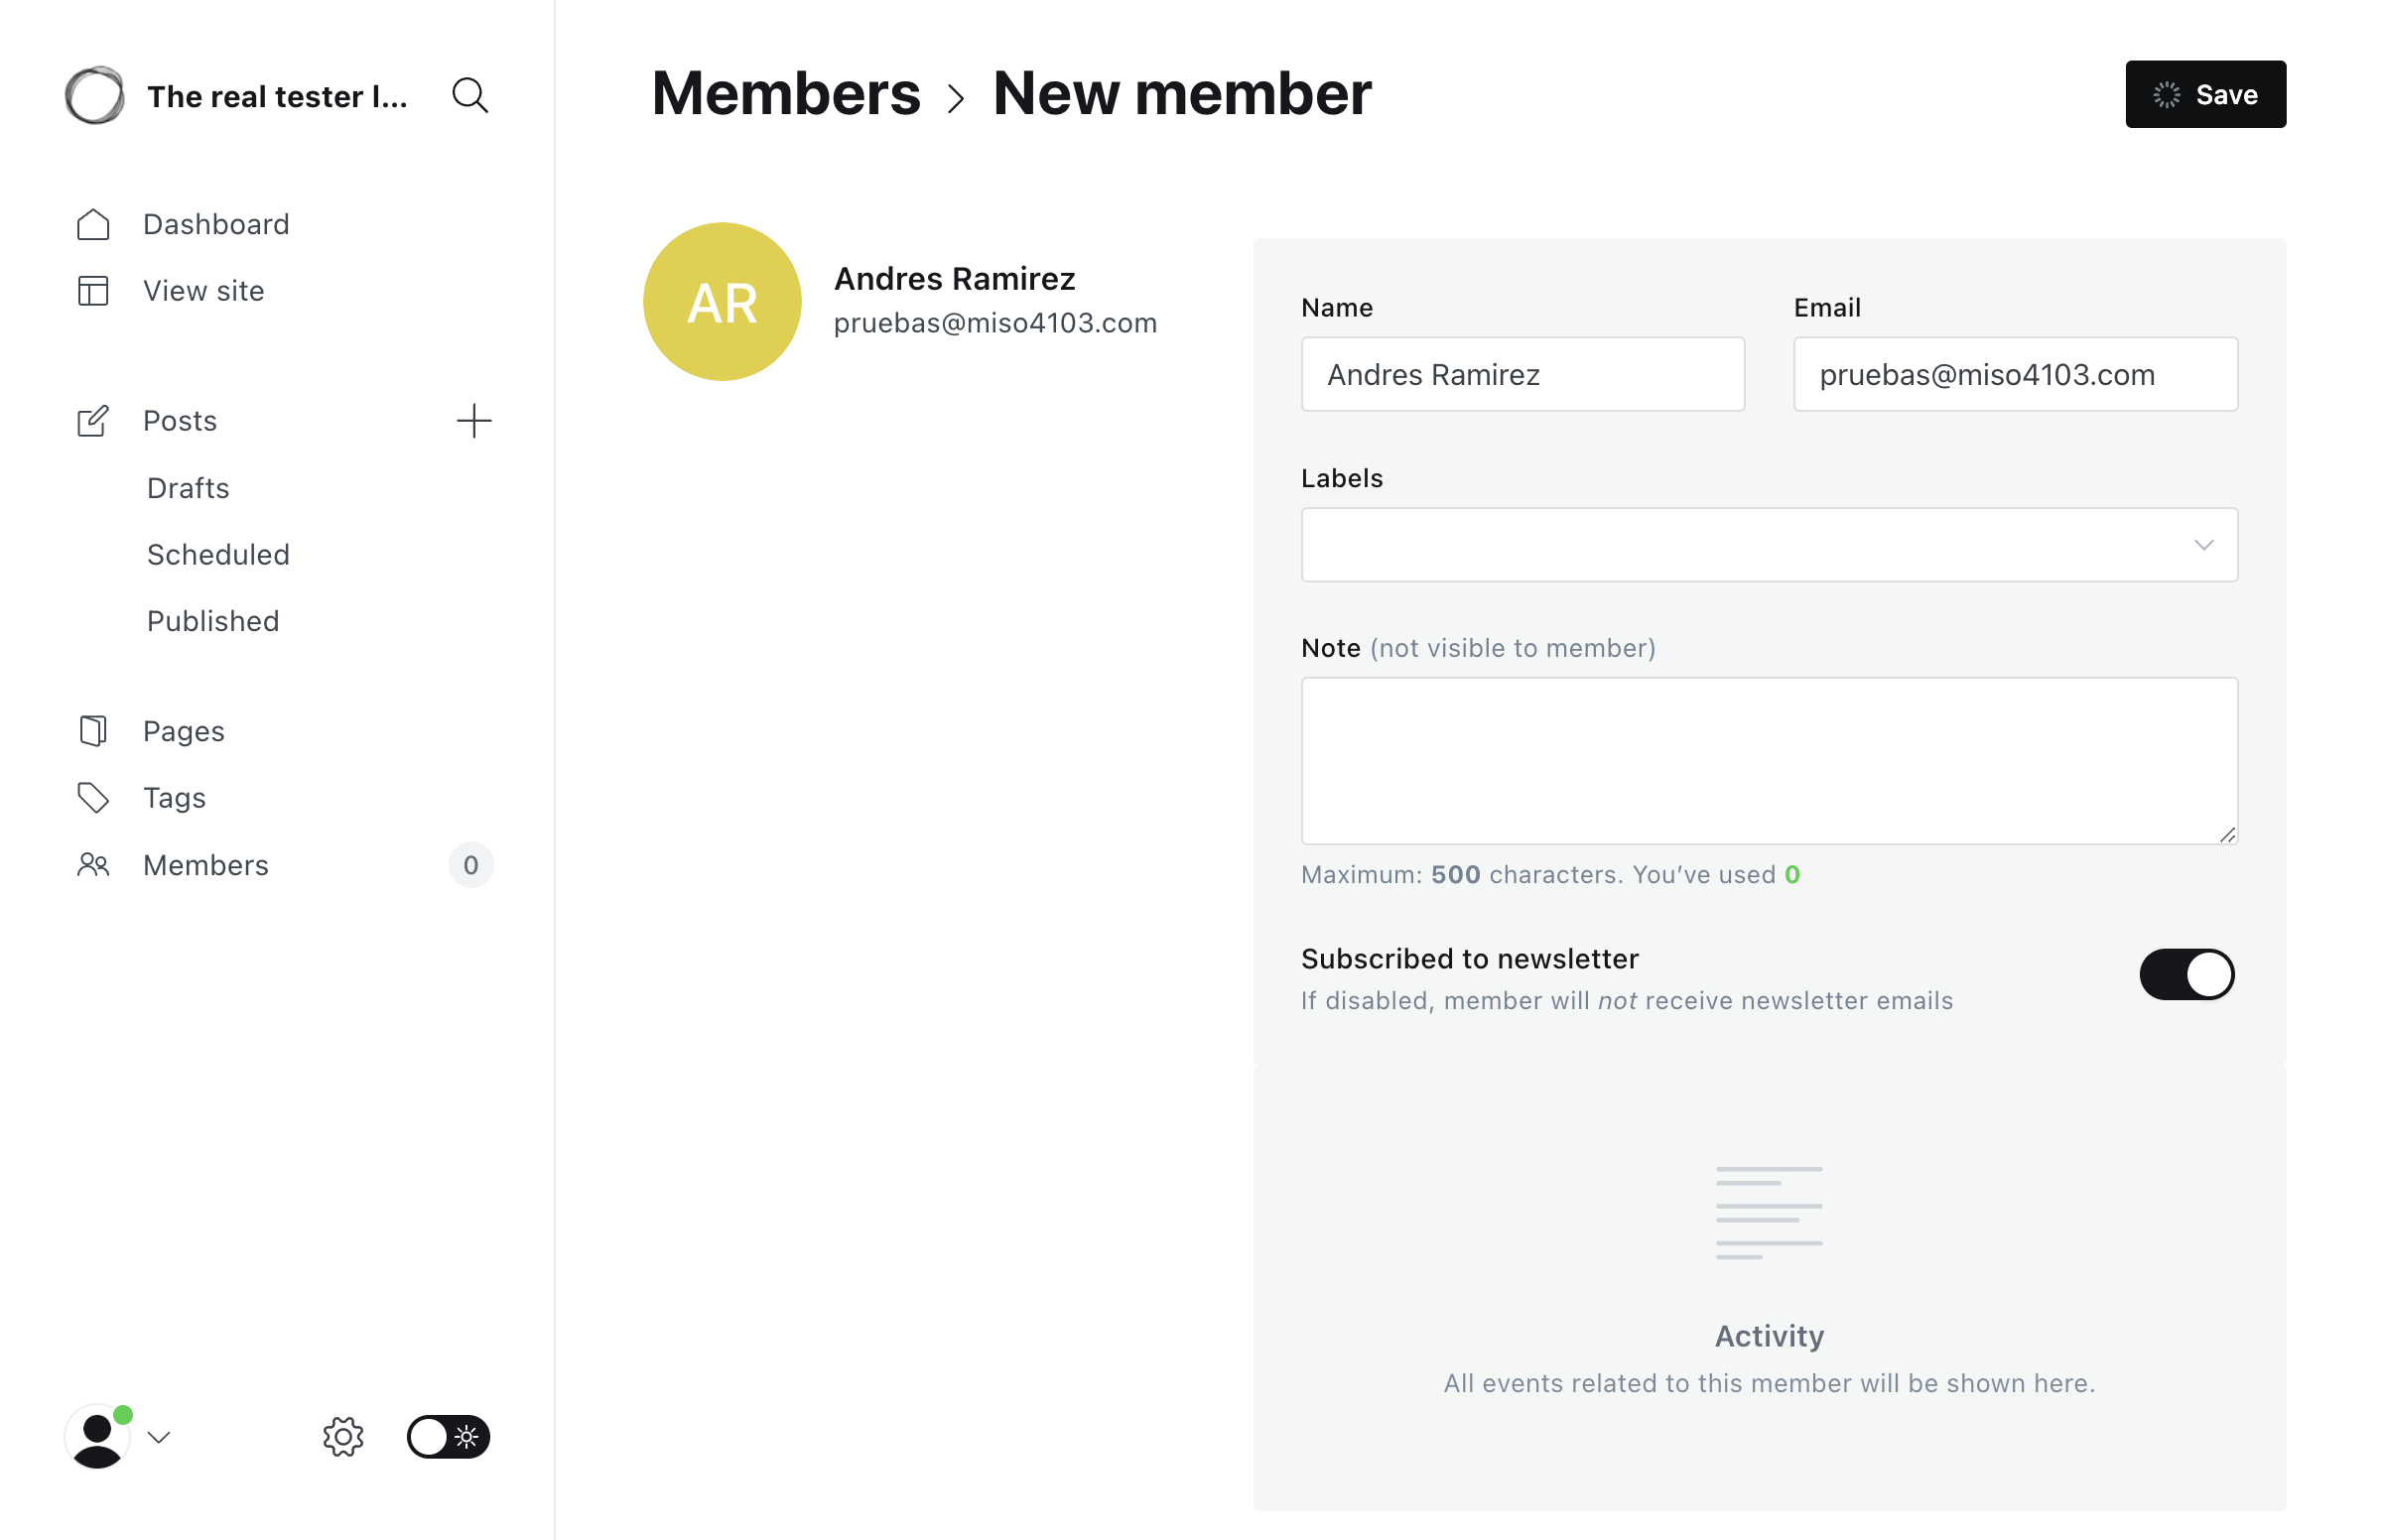 The real tester l...
Dashboard
View site
Posts
Drafts
Scheduled
Published
Pages
Tags
Members 0
Members > New member
Save
AR
Andres Ramirez
pruebas@miso4103.com
Name
Andres Ramirez
Email
pruebas@miso4103.com
Labels
Note (not visible to member)
Maximum: 500 characters. You’ve used 0
Subscribed to newsletter
If disabled, member will not receive newsletter emails
Activity
All events related to this member will be shown here.